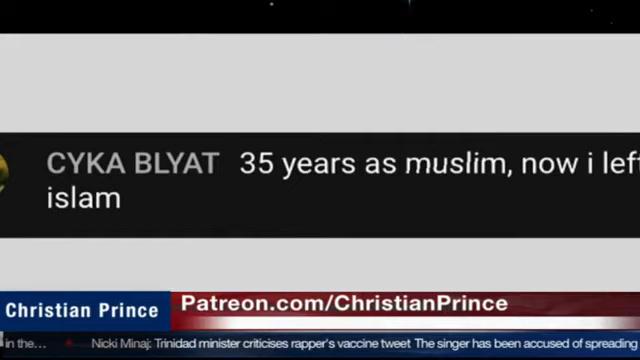 CYKA BLYAT 35 years as muslim, now i left
islam
Christian Prince
Patreon.com/ChristianPrince
in the... Nicki Minaj: Trinidad minister criticises rapper's vaccine tweet The singer has been accused of spreading